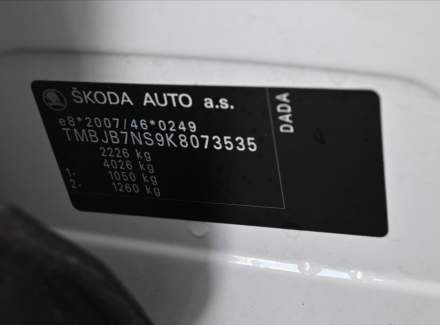 ŠKODA AUTO a.s.
e8*2007/46*0249
TMBJB7NS9K8073535
2226 kg
4026 kg
1- 1050 kg
2- 1260 kg
DADA